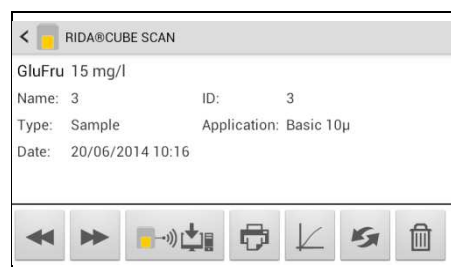 RIDA®CUBE SCAN
GluFru 15 mg/l
Name: 3 ID: 3
Type: Sample Application: Basic 10µ
Date: 20/06/2014 10:16